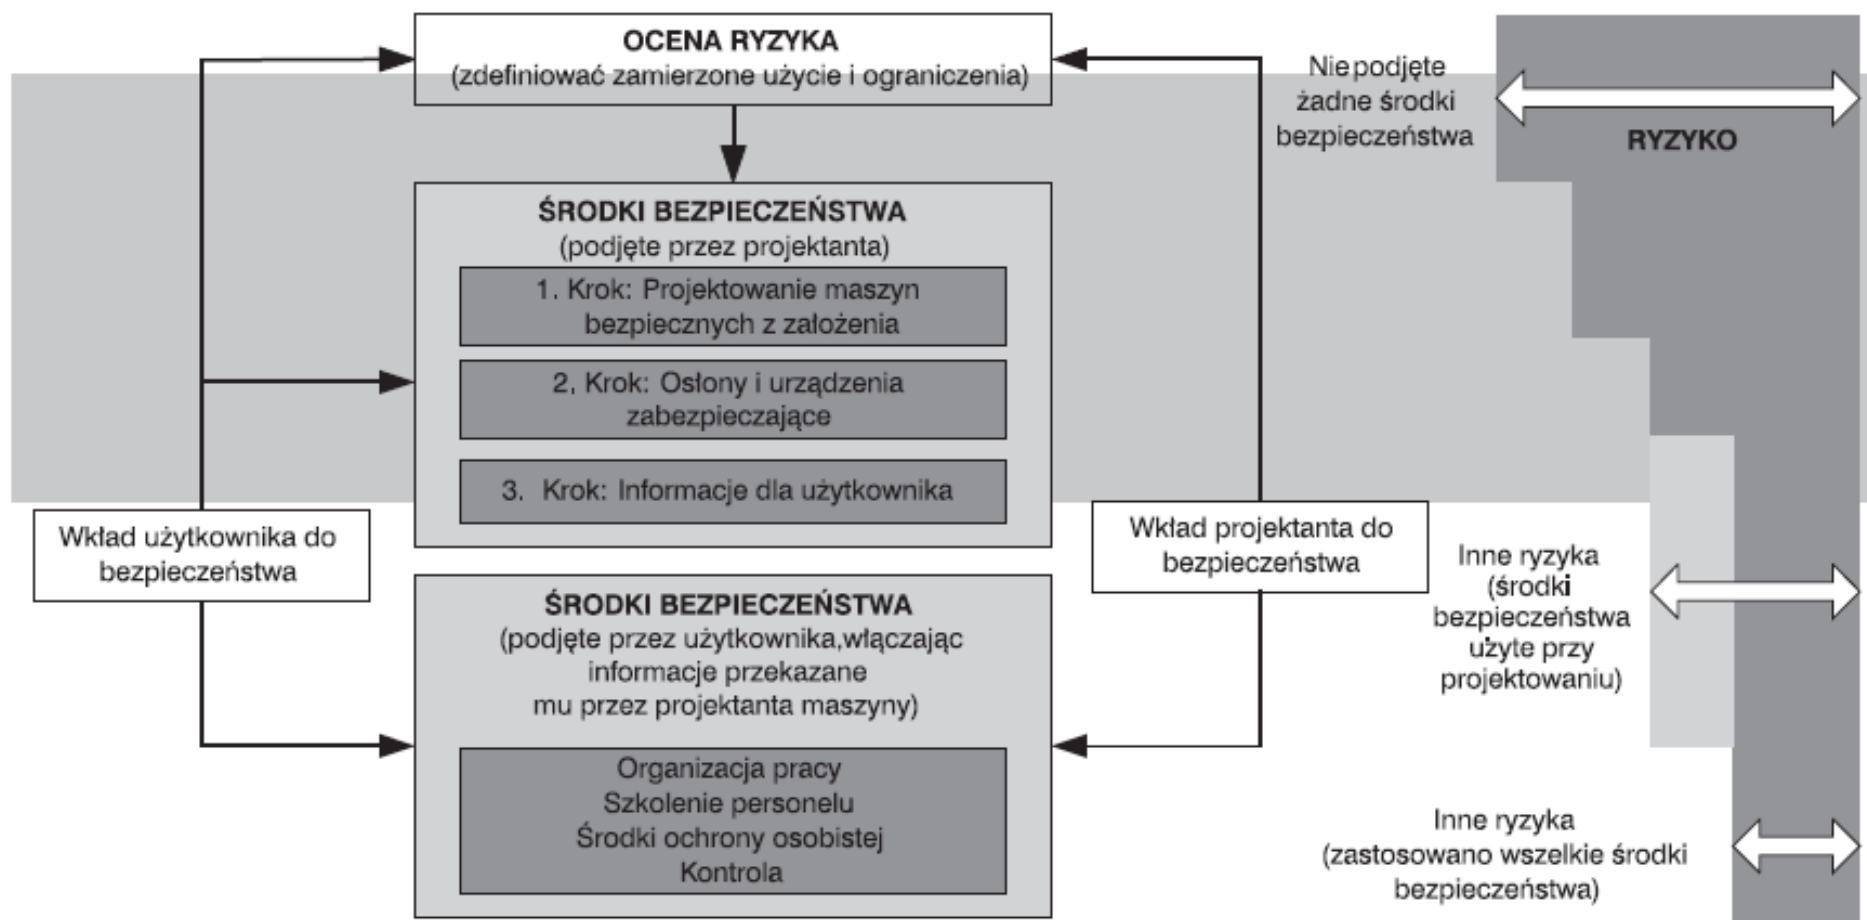 OCENA RYZYKA
(zdefiniować zamierzone użycie i ograniczenia)
Nie podjęte
żadne środki
bezpieczeństwa
RYZYKO
ŚRODKI BEZPIECZEŃSTWA
(podjęte przez projektanta)
1. Krok: Projektowanie maszyn
bezpiecznych z założenia
2. Krok: Osłony i urządzenia
zabezpieczające
3. Krok: Informacje dla użytkownika
Wkład użytkownika do
bezpieczeństwa
Wkład projektanta do
bezpieczeństwa
Inne ryzyka
(środki
bezpieczeństwa
użyte przy
projektowaniu)
ŚRODKI BEZPIECZEŃSTWA
(podjęte przez użytkownika,włączając
informacje przekazane
mu przez projektanta maszyny)
Organizacja pracy
Szkolenie personelu
Środki ochrony osobistej
Kontrola
Inne ryzyka
(zastosowano wszelkie środki
bezpieczeństwa)